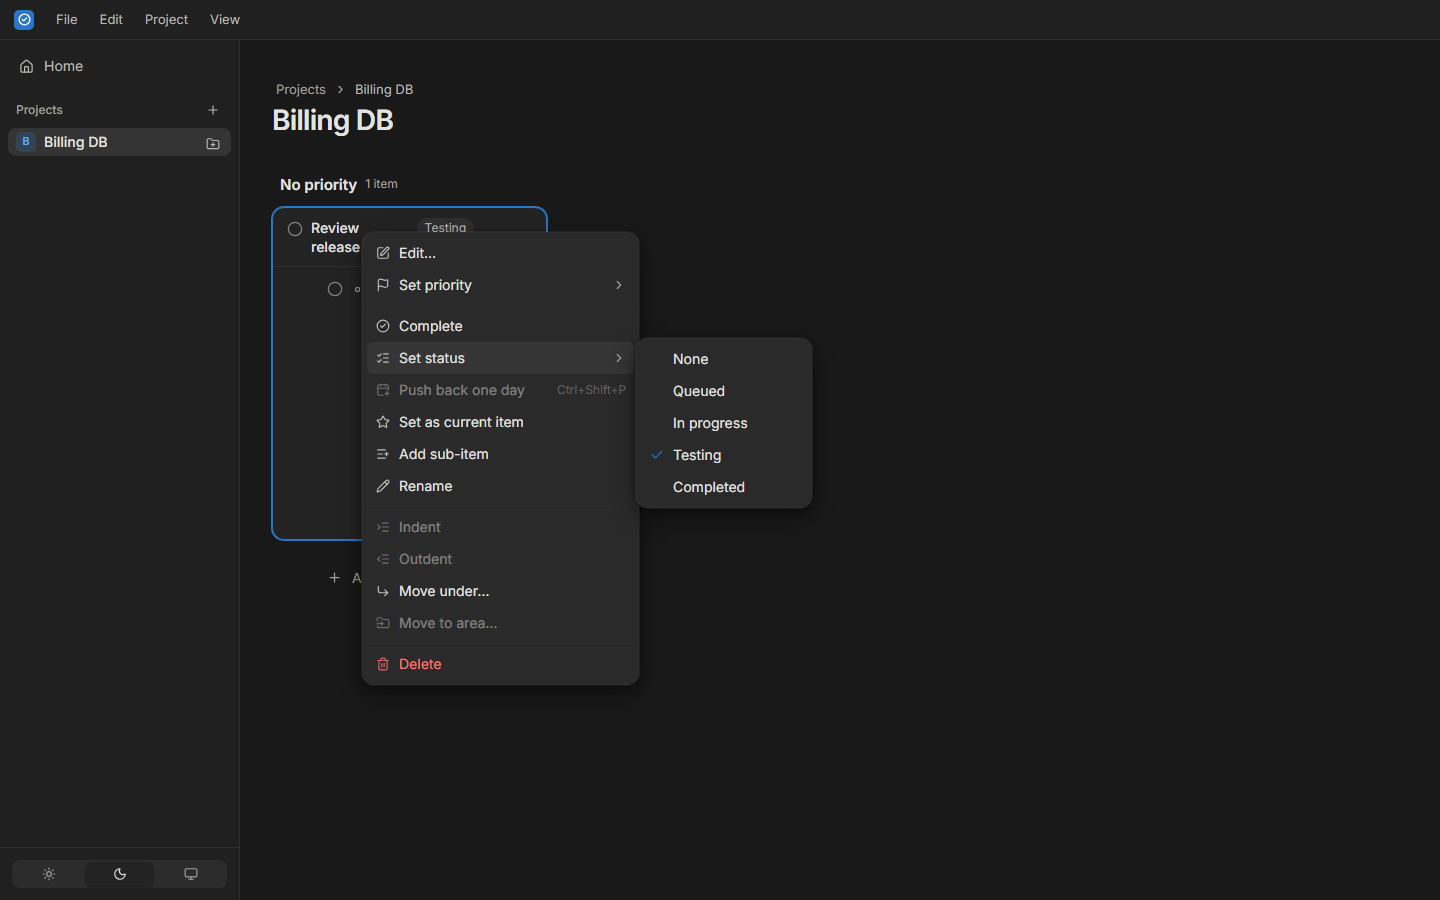 File Edit Project View
Home
Projects
B Billing DB
Projects > Billing DB
Billing DB
No priority 1 item
Review Testing
release
Edit...
Set priority
Complete
Set status
Push back one day Ctrl+Shift+P
Set as current item
Add sub-item
Rename
Indent
Outdent
Move under...
Move to area...
Delete
None
Queued
In progress
Testing
Completed